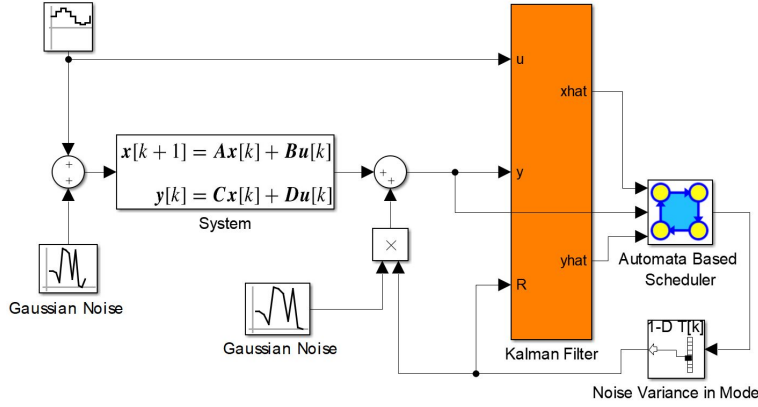 u
xhat
x[k + 1] = Ax[k] + Bu[k]
y[k] = Cx[k] + Du[k]
System
y
+
+
+
+
×
Gaussian Noise
Gaussian Noise
yhat
R
Kalman Filter
Automata Based
Scheduler
1-D T[k]
Noise Variance in Mode